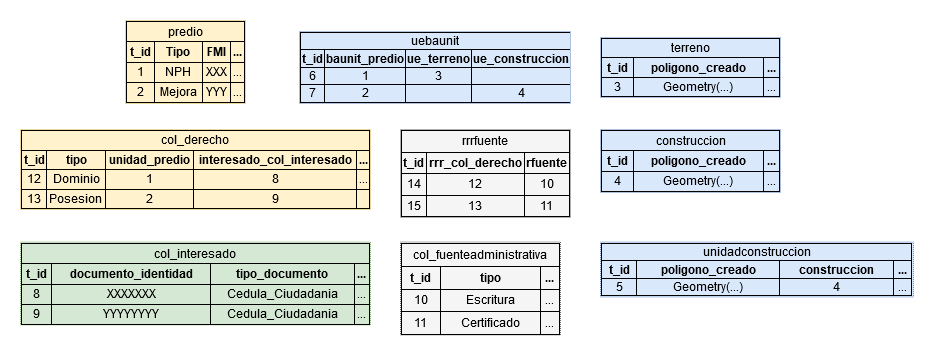 predio
t_id Tipo FMI ...
1 NPH XXX ...
2 Mejora YYY ...
uebaunit
t_id baunit_predio ue_terreno ue_construccion
6 1 3
7 2 4
terreno
t_id poligono_creado ...
3 Geometry(...) ...
col_derecho
t_id tipo unidad_predio interesado_col_interesado ...
12 Dominio 1 8 ...
13 Posesion 2 9 ...
rrrfuente
t_id rrr_col_derecho rfuente
14 12 10
15 13 11
construccion
t_id poligono_creado ...
4 Geometry(...) ...
col_interesado
t_id documento_identidad tipo_documento ...
8 XXXXXXX Cedula_Ciudadania ...
9 YYYYYYYY Cedula_Ciudadania ...
col_fuenteadministrativa
t_id tipo ...
10 Escritura ...
11 Certificado ...
unidadconstruccion
t_id poligono_creado construccion ...
5 Geometry(...) 4 ...